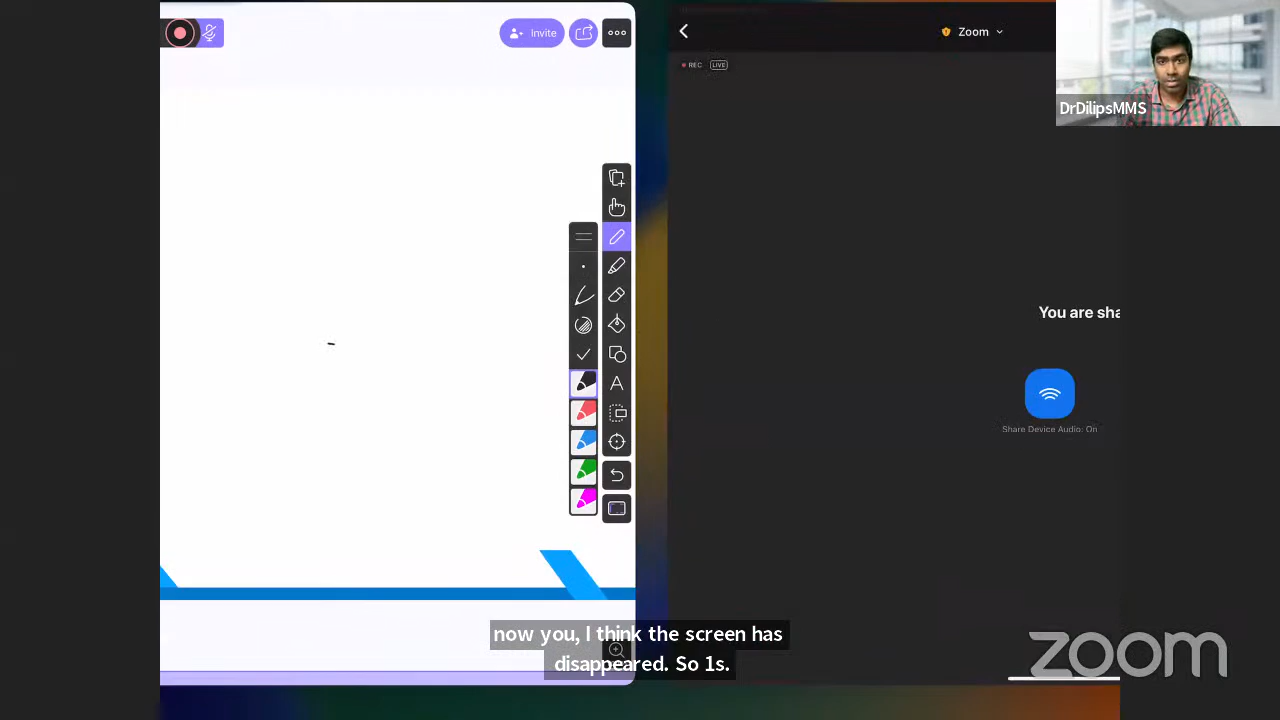 Invite
Zoom
REC LIVE
DrDilipsMMS
A
You are sha
Share Device Audio: On
now you, I think the screen has
disappeared. So 1s.
zoom